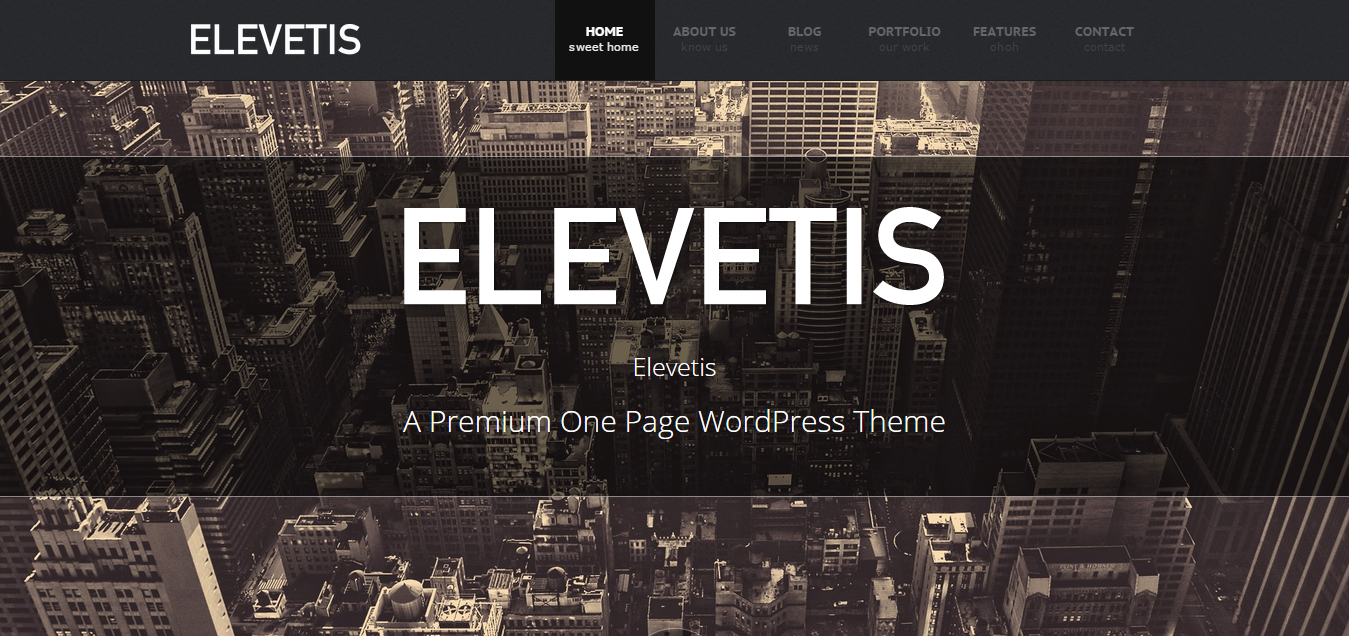 ELEVETIS
HOME
sweet home
ABOUT US
know us
BLOG
news
PORTFOLIO
our work
FEATURES
ohoh
CONTACT
contact
ELEVETIS
Elevetis
A Premium One Page WordPress Theme